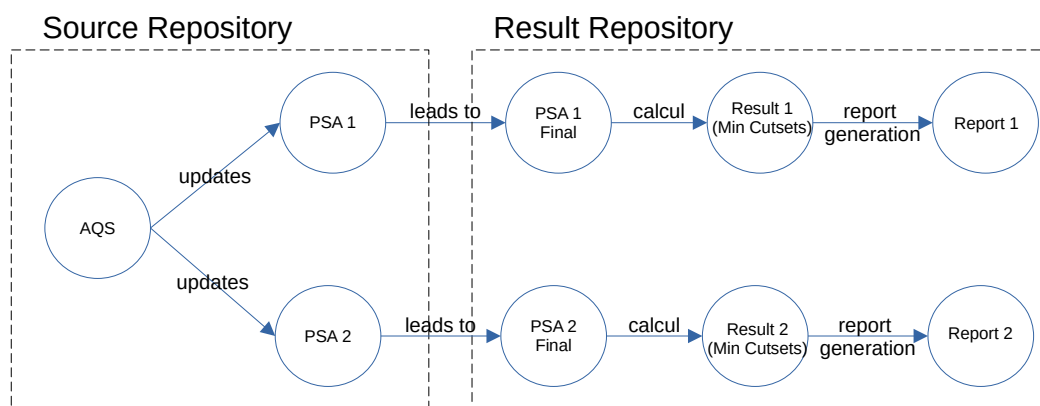 Source Repository
Result Repository
PSA 1
leads to
PSA 1
Final
calcul
Result 1
(Min Cutsets)
report
generation
Report 1
updates
AQS
updates
PSA 2
leads to
PSA 2
Final
calcul
Result 2
(Min Cutsets)
report
generation
Report 2